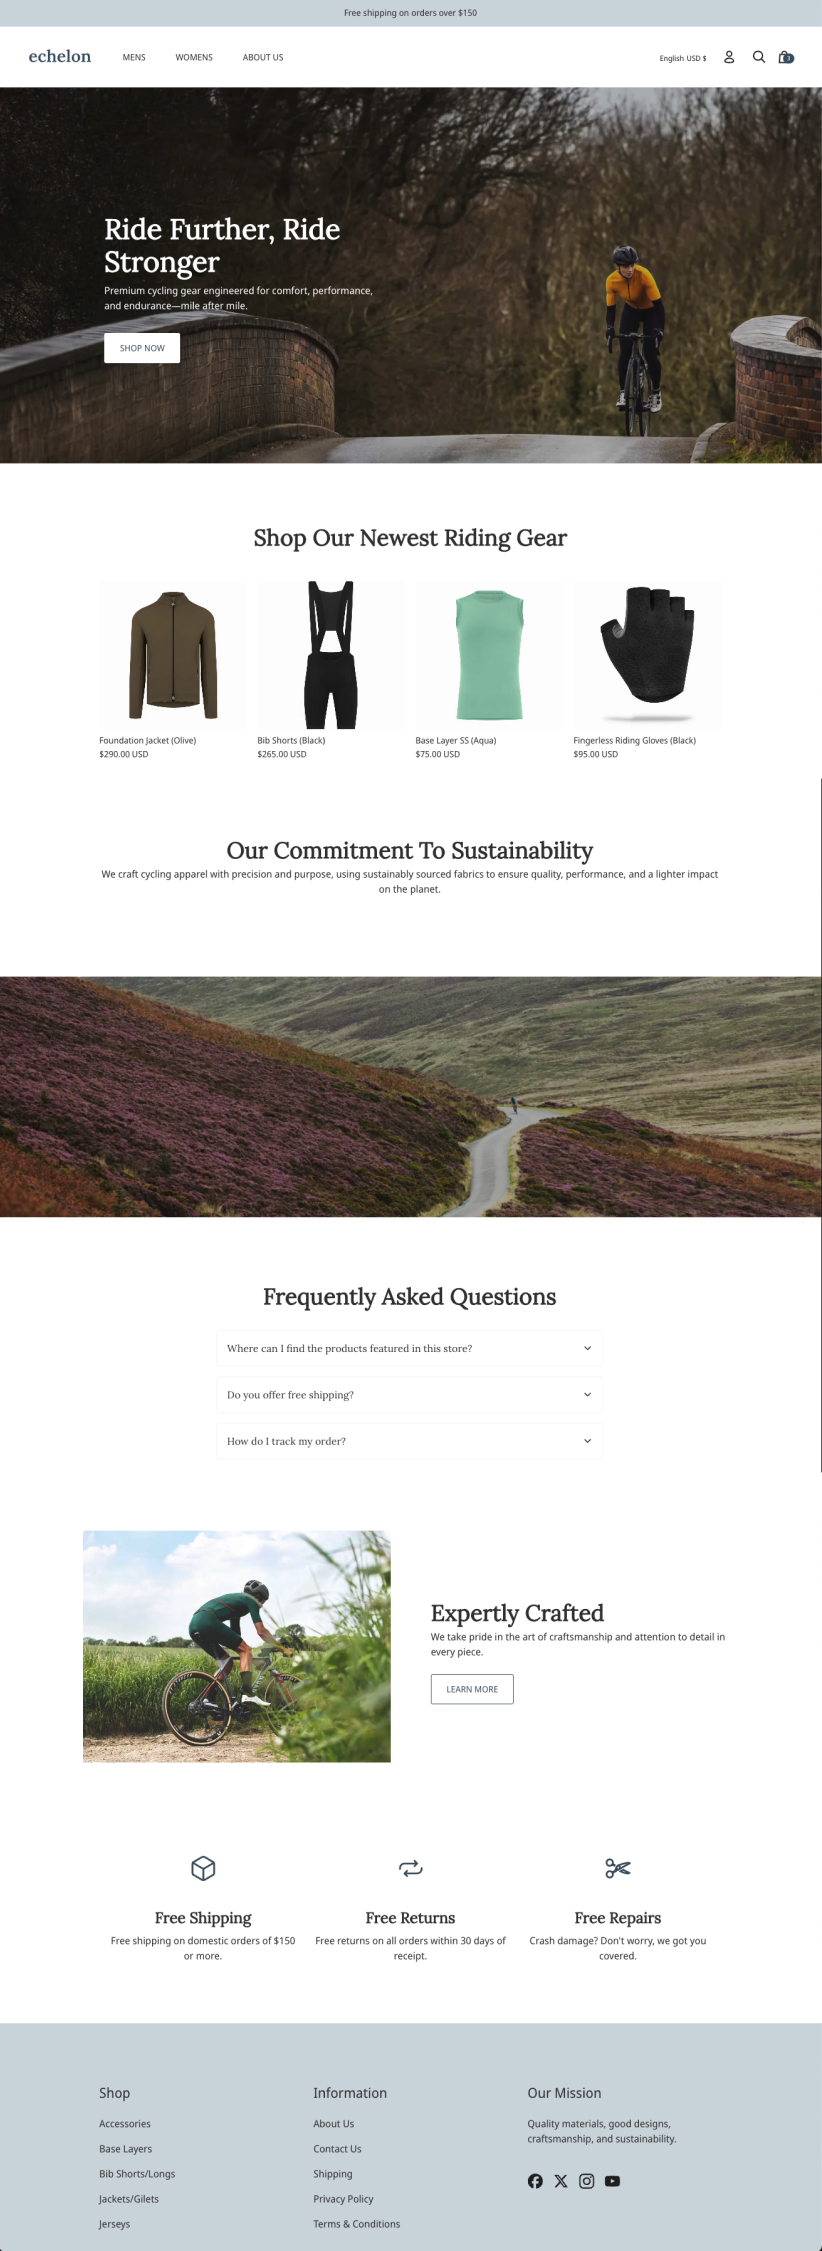 Free shipping on orders over $150
echelon
MENS
WOMENS
ABOUT US
English USD $
Ride Further, Ride
Stronger
Premium cycling gear engineered for comfort, performance,
and endurance—mile after mile.
SHOP NOW
Shop Our Newest Riding Gear
Foundation Jacket (Olive)
$290.00 USD
Bib Shorts (Black)
$265.00 USD
Base Layer SS (Aqua)
$75.00 USD
Fingerless Riding Gloves (Black)
$95.00 USD
Our Commitment To Sustainability
We craft cycling apparel with precision and purpose, using sustainably sourced fabrics to ensure quality, performance, and a lighter impact
on the planet.
Frequently Asked Questions
Where can I find the products featured in this store?
Do you offer free shipping?
How do I track my order?
Expertly Crafted
We take pride in the art of craftsmanship and attention to detail in
every piece.
LEARN MORE
Free Shipping
Free shipping on domestic orders of $150
or more.
Free Returns
Free returns on all orders within 30 days of
receipt.
Free Repairs
Crash damage? Don't worry, we got you
covered.
Shop
Accessories
Base Layers
Bib Shorts/Longs
Jackets/Gilets
Jerseys
Information
About Us
Contact Us
Shipping
Privacy Policy
Terms & Conditions
Our Mission
Quality materials, good designs,
craftsmanship, and sustainability.